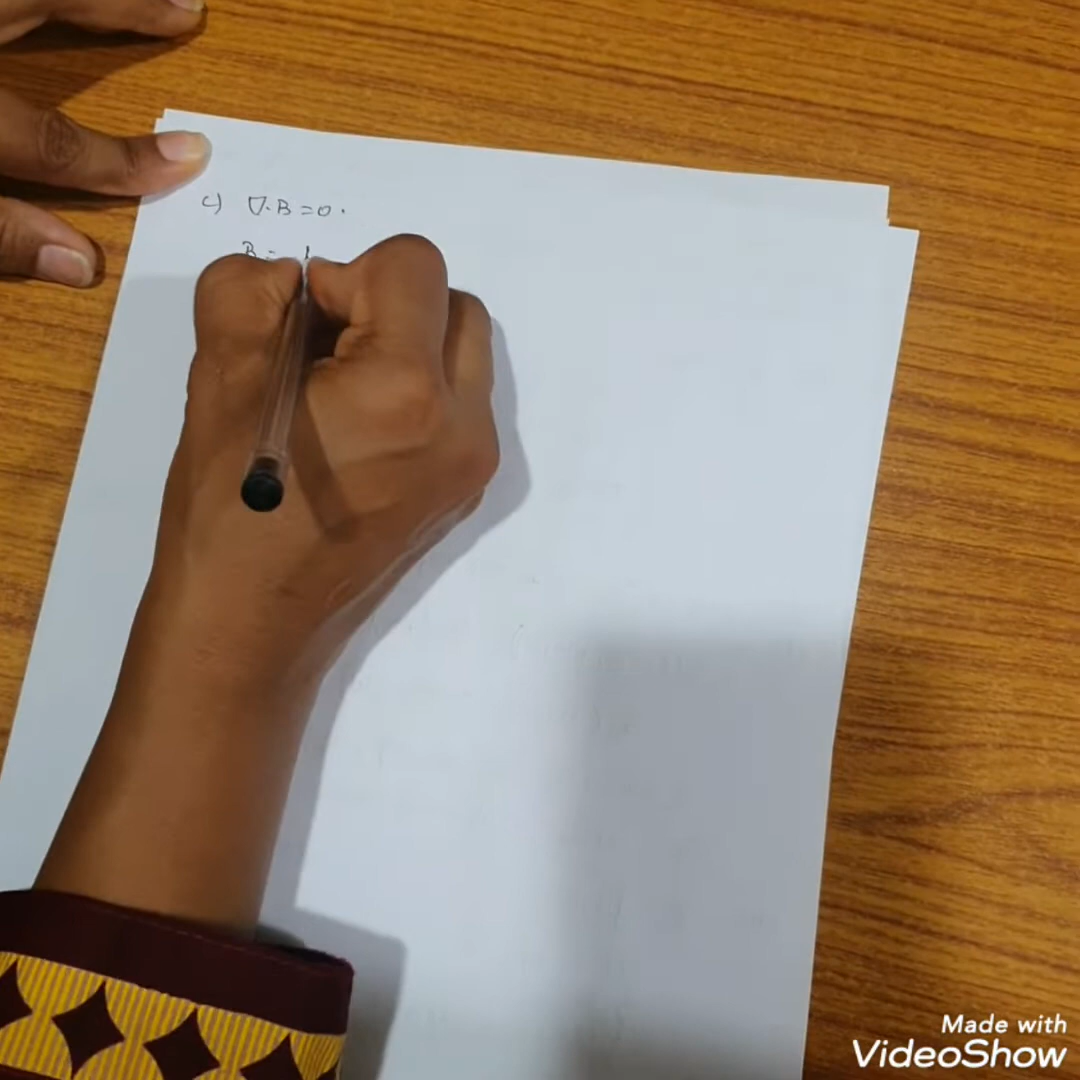 c) ∇.B = 0.
B =
Made with
VideoShow